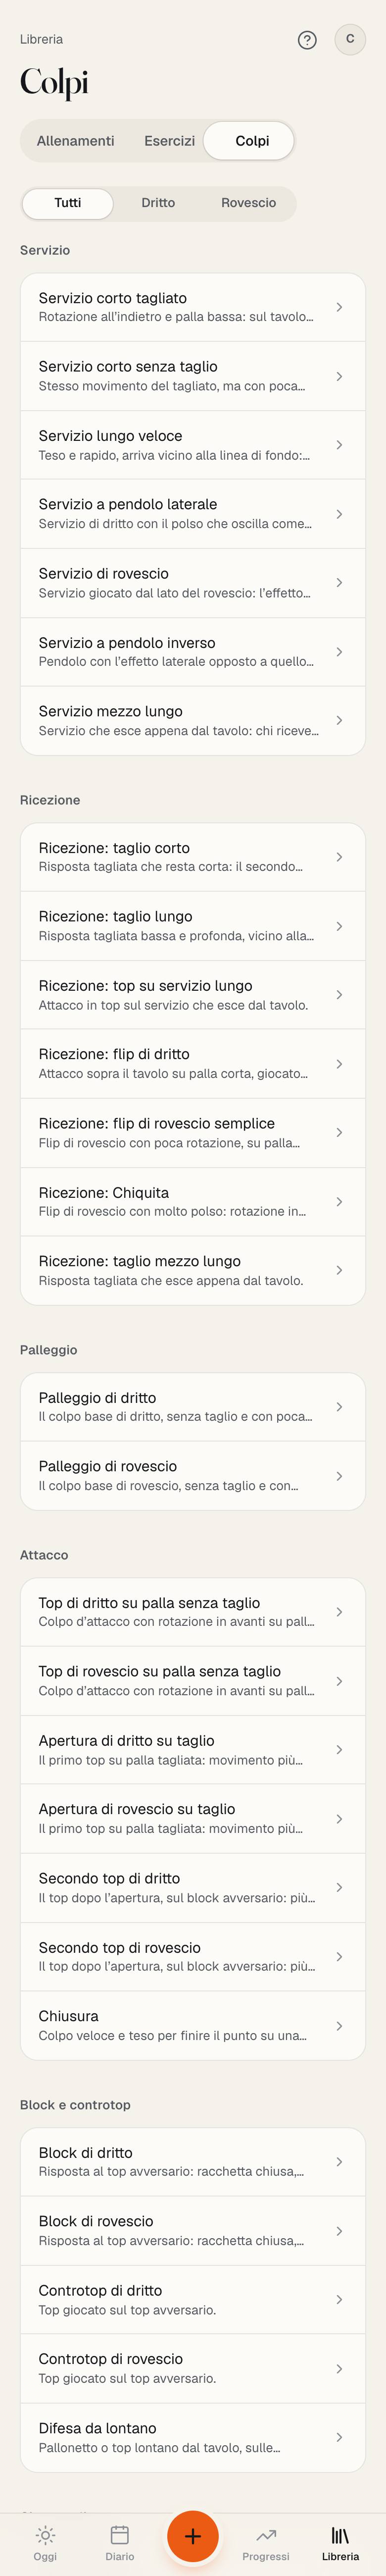 Libreria
C
Colpi
Allenamenti Esercizi Colpi
Tutti Dritto Rovescio
Servizio
Servizio corto tagliato
Rotazione all’indietro e palla bassa: sul tavolo…
Servizio corto senza taglio
Stesso movimento del tagliato, ma con poca…
Servizio lungo veloce
Teso e rapido, arriva vicino alla linea di fondo:…
Servizio a pendolo laterale
Servizio di dritto con il polso che oscilla come…
Servizio di rovescio
Servizio giocato dal lato del rovescio: l’effetto…
Servizio a pendolo inverso
Pendolo con l’effetto laterale opposto a quello…
Servizio mezzo lungo
Servizio che esce appena dal tavolo: chi riceve…
Ricezione
Ricezione: taglio corto
Risposta tagliata che resta corta: il secondo…
Ricezione: taglio lungo
Risposta tagliata bassa e profonda, vicino alla…
Ricezione: top su servizio lungo
Attacco in top sul servizio che esce dal tavolo.
Ricezione: flip di dritto
Attacco sopra il tavolo su palla corta, giocato…
Ricezione: flip di rovescio semplice
Flip di rovescio con poca rotazione, su palla…
Ricezione: Chiquita
Flip di rovescio con molto polso: rotazione in…
Ricezione: taglio mezzo lungo
Risposta tagliata che esce appena dal tavolo.
Palleggio
Palleggio di dritto
Il colpo base di dritto, senza taglio e con poca…
Palleggio di rovescio
Il colpo base di rovescio, senza taglio e con…
Attacco
Top di dritto su palla senza taglio
Colpo d’attacco con rotazione in avanti su pall…
Top di rovescio su palla senza taglio
Colpo d’attacco con rotazione in avanti su pall…
Apertura di dritto su taglio
Il primo top su palla tagliata: movimento più…
Apertura di rovescio su taglio
Il primo top su palla tagliata: movimento più…
Secondo top di dritto
Il top dopo l’apertura, sul block avversario: più…
Secondo top di rovescio
Il top dopo l’apertura, sul block avversario: più…
Chiusura
Colpo veloce e teso per finire il punto su una…
Block e controtop
Block di dritto
Risposta al top avversario: racchetta chiusa,…
Block di rovescio
Risposta al top avversario: racchetta chiusa,…
Controtop di dritto
Top giocato sul top avversario.
Controtop di rovescio
Top giocato sul top avversario.
Difesa da lontano
Pallonetto o top lontano dal tavolo, sulle…
Oggi Diario Progressi Libreria